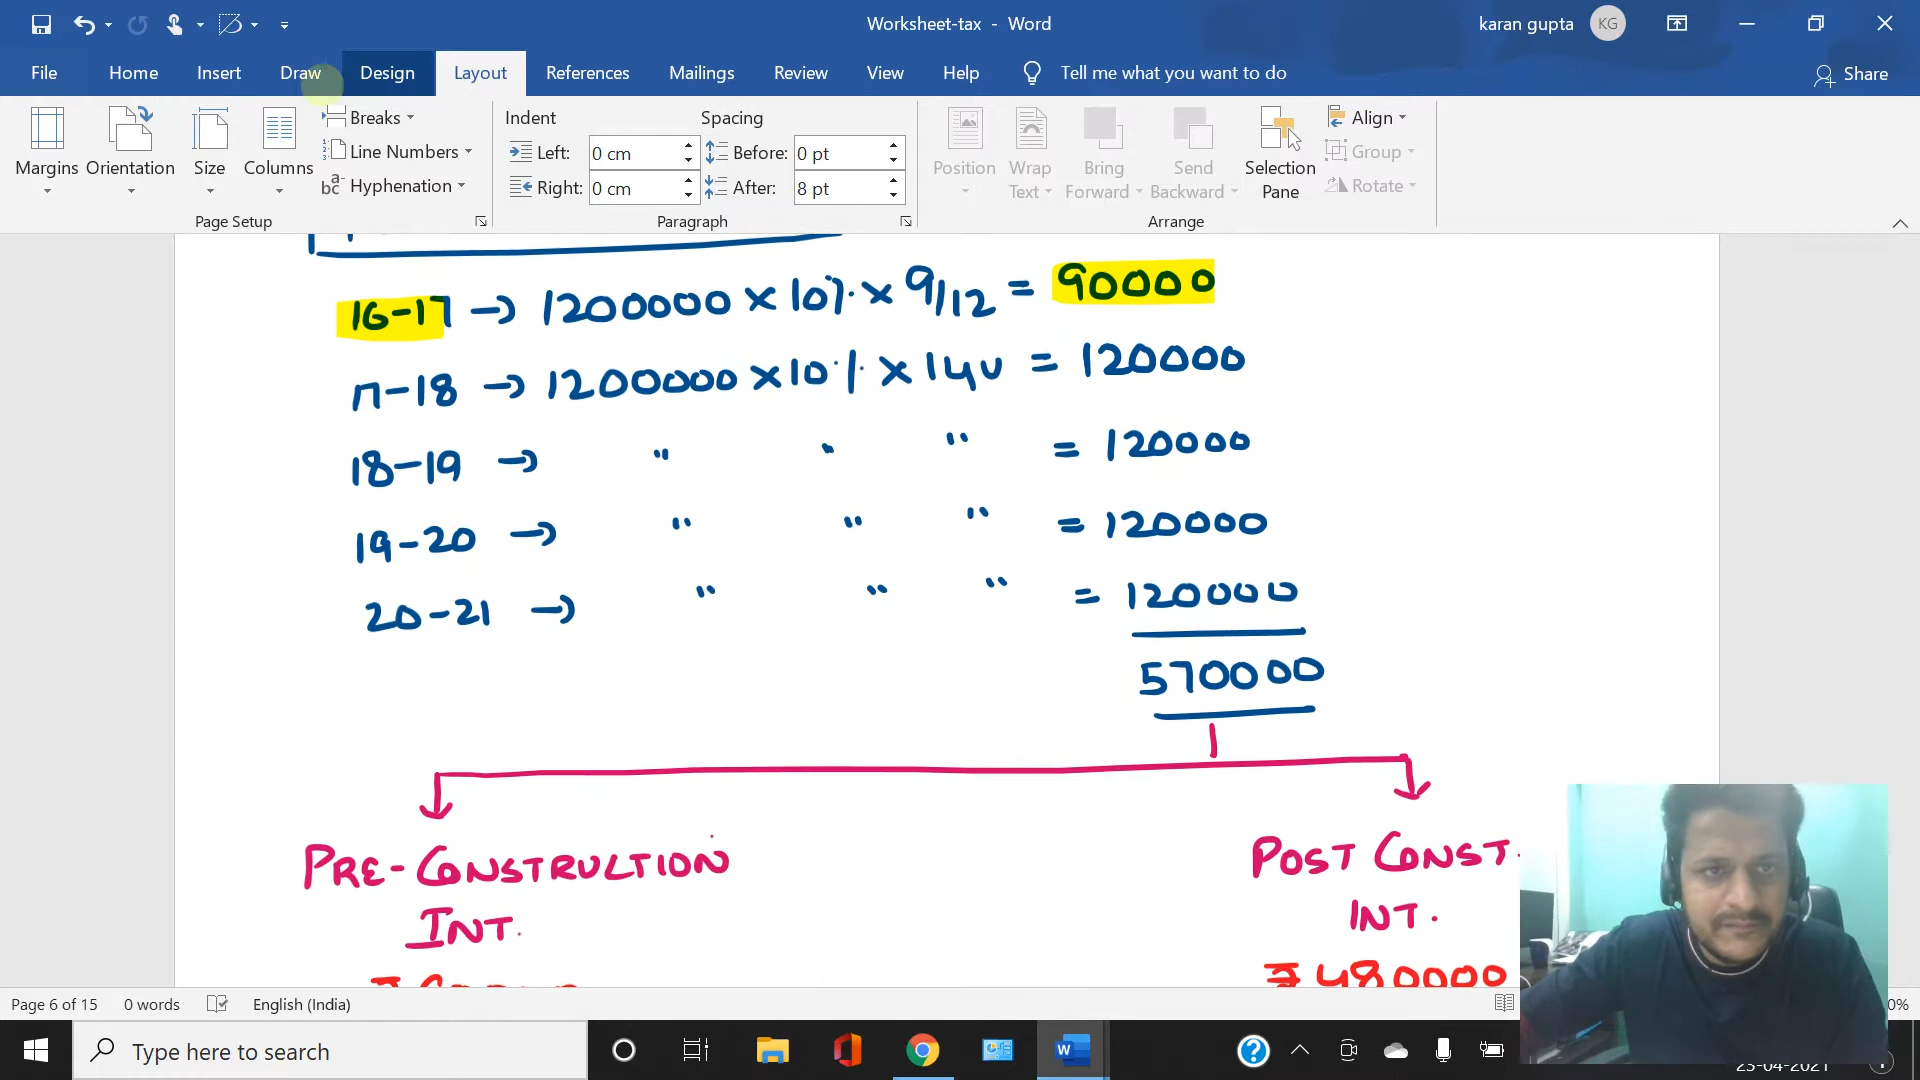 Worksheet-tax - Word
karan gupta KG
File Home Insert Draw Design Layout References Mailings Review View Help Tell me what you want to do Share
Margins
Orientation
Size
Columns
Breaks
Line Numbers
Hyphenation
Page Setup
Indent Spacing
Left: 0 cm Before: 0 pt
Right: 0 cm After: 8 pt
Paragraph
Position
Wrap Text
Bring Forward
Send Backward
Selection Pane
Align
Group
Rotate
Arrange
16-17 → 1200000 × 10% × 9/12 = 90000
17-18 → 1200000 × 10% × 1 = 120000
18-19 → " " " = 120000
19-20 → " " " = 120000
20-21 → " " " = 120000
570000
PRE-CONSTRUCTION
INT.
POST CONST.
INT.
₹ 480000
Page 6 of 15 0 words English (India)
0%
Type here to search